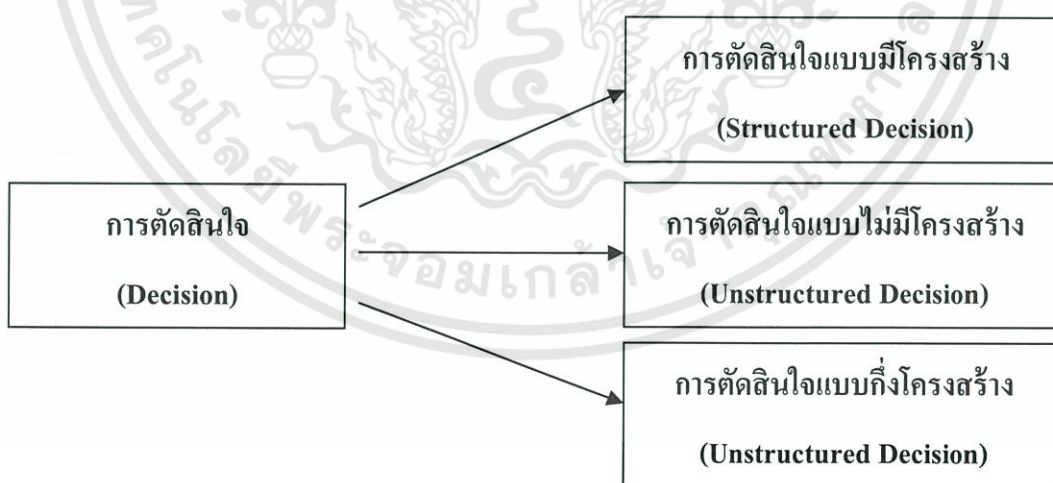 การตัดสินใจ
(Decision)
การตัดสินใจแบบมีโครงสร้าง
(Structured Decision)
การตัดสินใจแบบไม่มีโครงสร้าง
(Unstructured Decision)
การตัดสินใจแบบกึ่งโครงสร้าง
(Unstructured Decision)